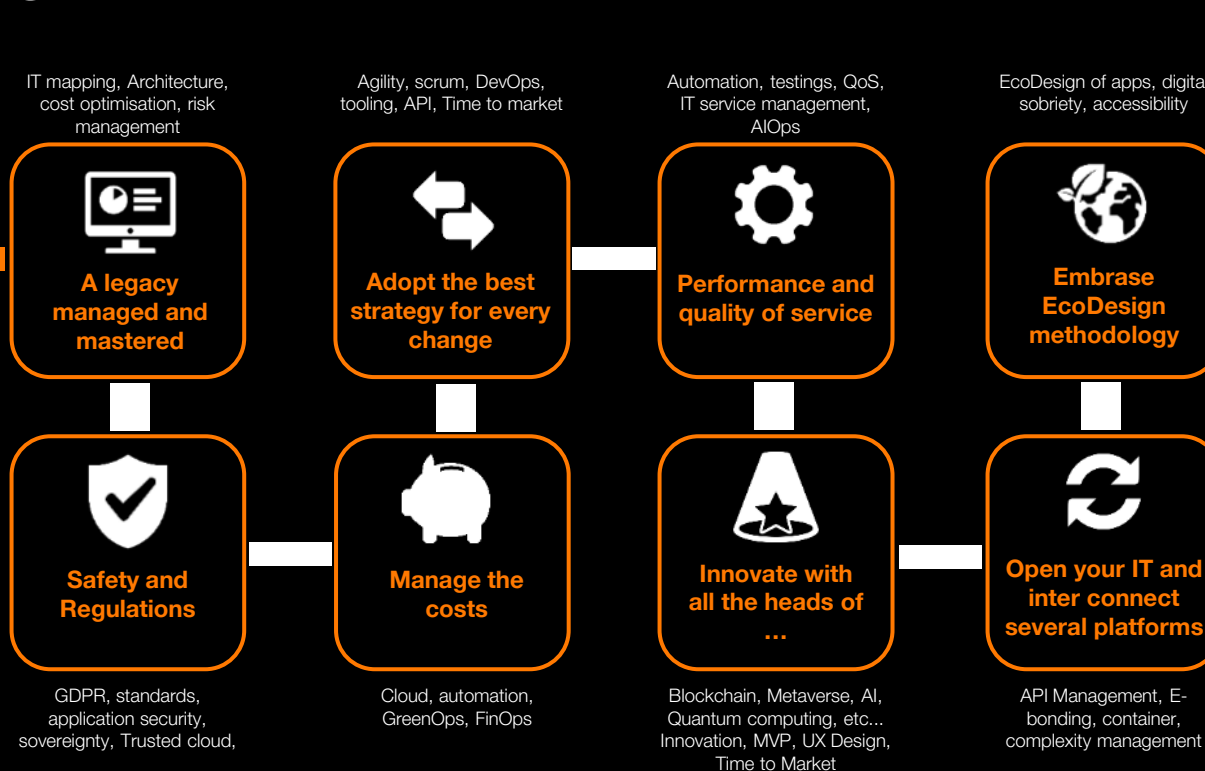 IT mapping, Architecture,
cost optimisation, risk
management
A legacy
managed and
mastered
Agility, scrum, DevOps,
tooling, API, Time to market
Adopt the best
strategy for every
change
Automation, testings, QoS,
IT service management,
AIOps
Performance and
quality of service
EcoDesign of apps, digita
sobriety, accessibility
Embrase
EcoDesign
methodology
Safety and
Regulations
GDPR, standards,
application security,
sovereignty, Trusted cloud,
Manage the
costs
Cloud, automation,
GreenOps, FinOps
Innovate with
all the heads of
...
Blockchain, Metaverse, AI,
Quantum computing, etc...
Innovation, MVP, UX Design,
Time to Market
Open your IT and
inter connect
several platforms
API Management, E-
bonding, container,
complexity management